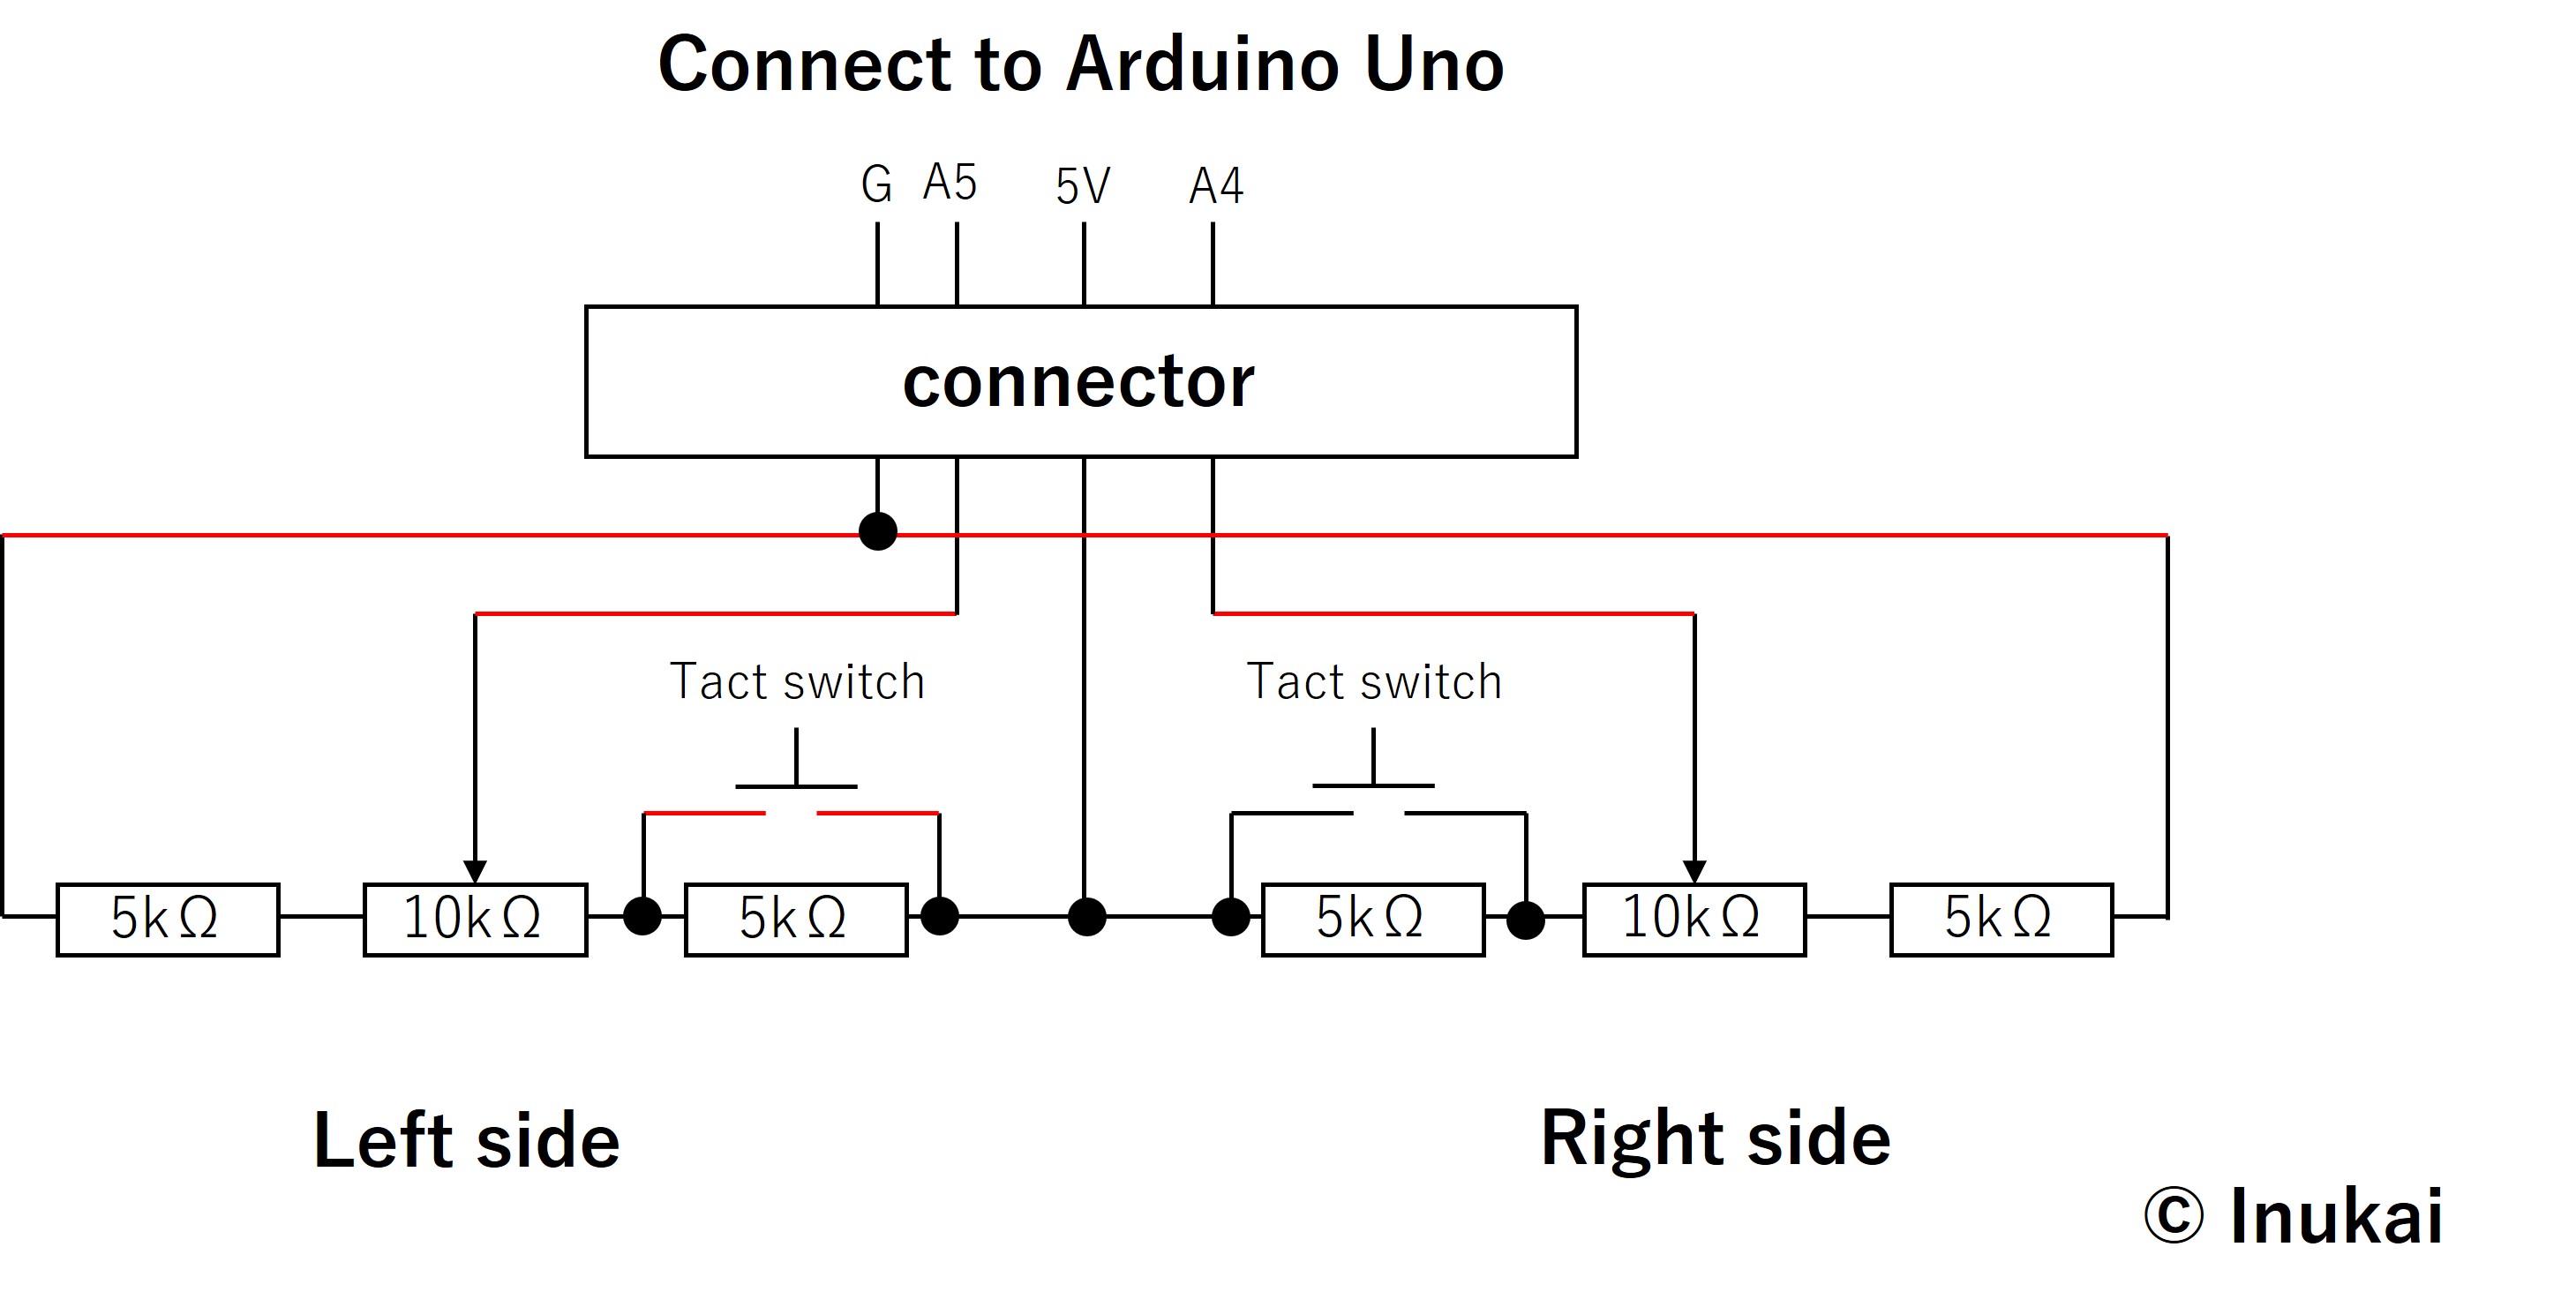 Connect to Arduino Uno
G A5 5V A4
connector
Tact switch Tact switch
5kΩ 10kΩ 5kΩ 5kΩ 10kΩ 5kΩ
Left side Right side
© Inukai